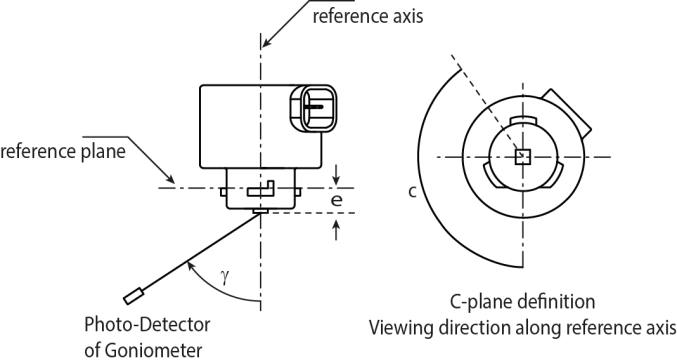 reference axis
reference plane
e
c
γ
Photo-Detector
of Goniometer
C-plane definition
Viewing direction along reference axis